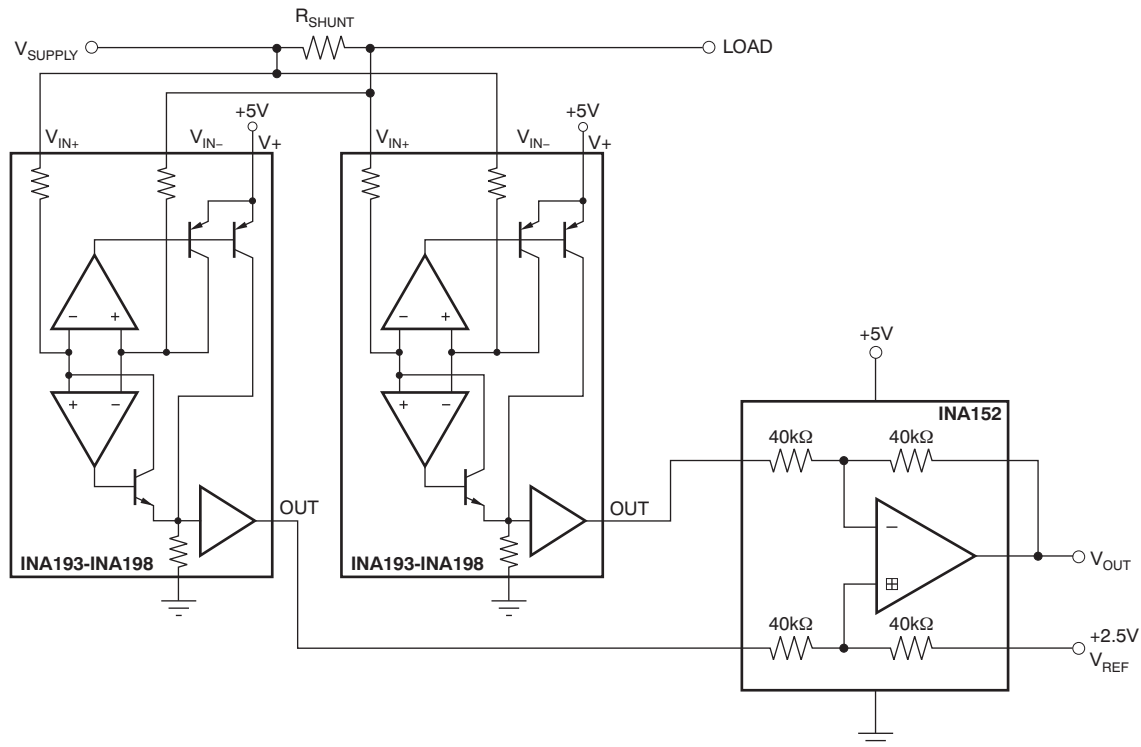 R_SHUNT
V_SUPPLY
LOAD
+5V
+5V
V_IN+
V_IN–
V+
V_IN+
V_IN–
V+
– +
– +
+5V
+ –
+ –
INA152
40kΩ
40kΩ
OUT
OUT
–
V_OUT
INA193-INA198
INA193-INA198
+
40kΩ
40kΩ
+2.5V
V_REF